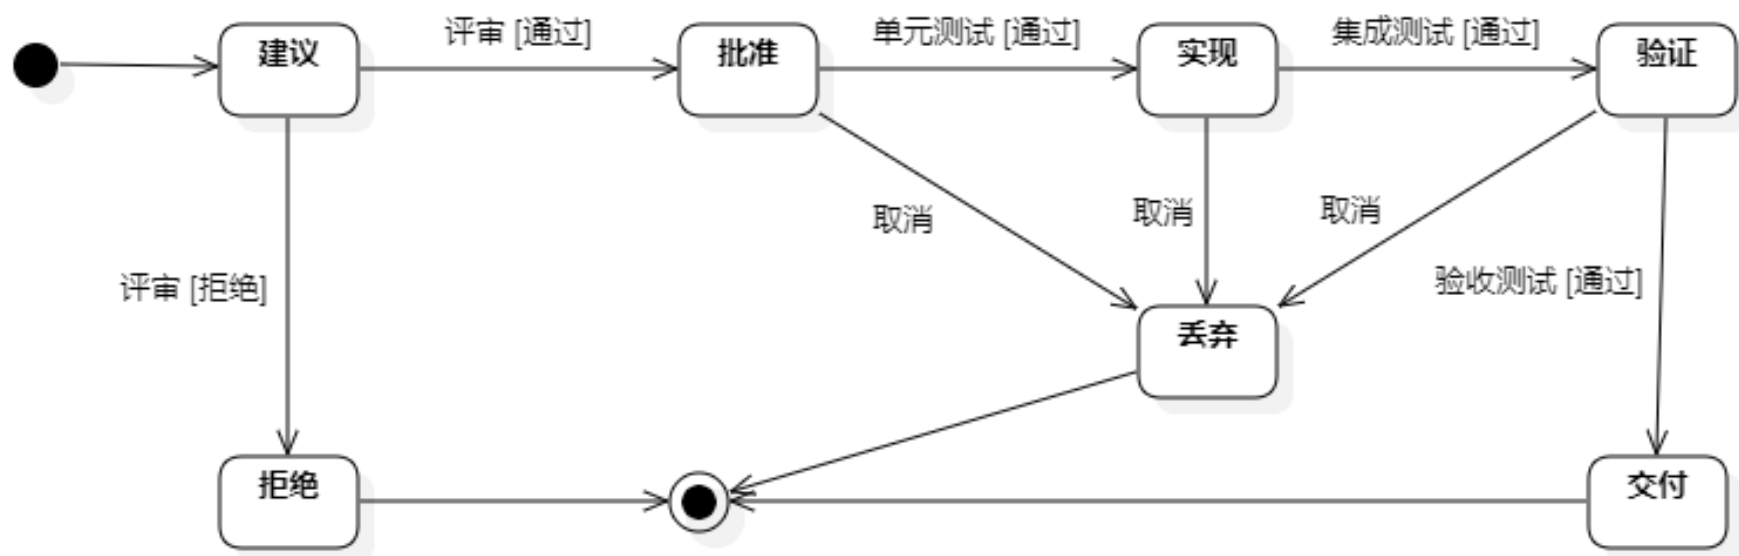 建议
评审 [通过]
批准
单元测试 [通过]
实现
集成测试 [通过]
验证
取消
取消
取消
评审 [拒绝]
验收测试 [通过]
丢弃
拒绝
交付